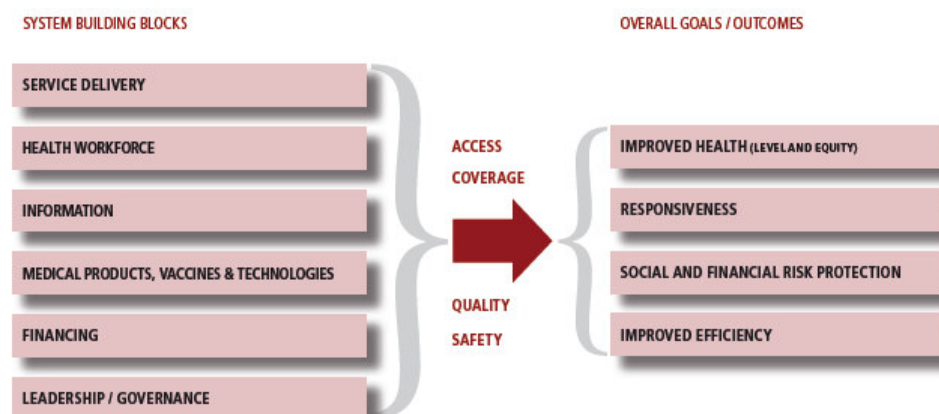 SYSTEM BUILDING BLOCKS
SERVICE DELIVERY
HEALTH WORKFORCE
INFORMATION
MEDICAL PRODUCTS, VACCINES & TECHNOLOGIES
FINANCING
LEADERSHIP / GOVERNANCE
ACCESS
COVERAGE
QUALITY
SAFETY
OVERALL GOALS / OUTCOMES
IMPROVED HEALTH (LEVEL AND EQUITY)
RESPONSIVENESS
SOCIAL AND FINANCIAL RISK PROTECTION
IMPROVED EFFICIENCY